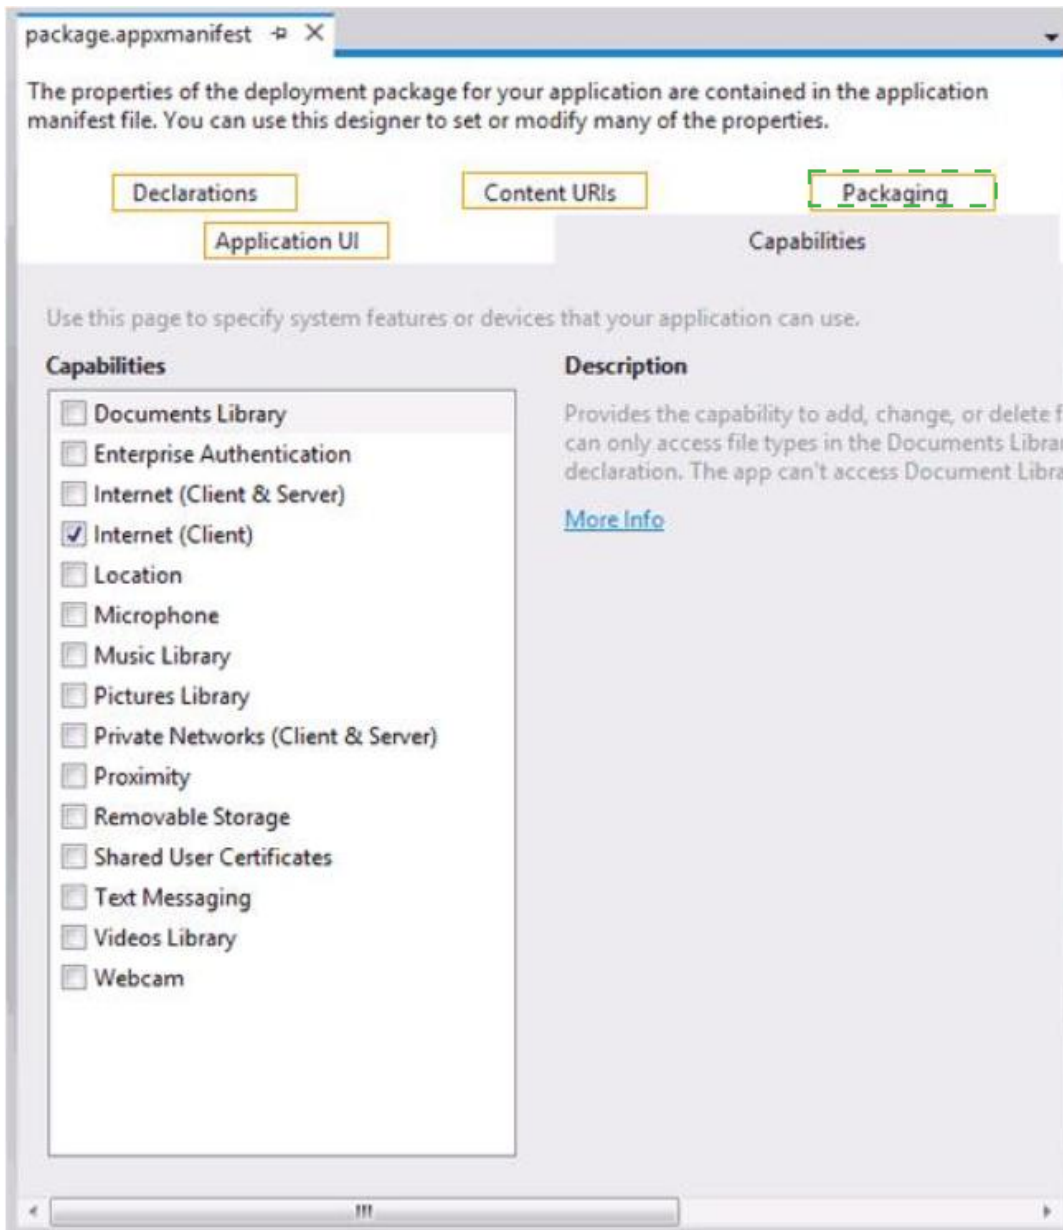 package.appxmanifest
The properties of the deployment package for your application are contained in the application
manifest file. You can use this designer to set or modify many of the properties.
Declarations Content URIs Packaging
Application UI Capabilities
Use this page to specify system features or devices that your application can use.
Capabilities
Documents Library
Enterprise Authentication
Internet (Client & Server)
Internet (Client)
Location
Microphone
Music Library
Pictures Library
Private Networks (Client & Server)
Proximity
Removable Storage
Shared User Certificates
Text Messaging
Videos Library
Webcam
Description
Provides the capability to add, change, or delete
can only access file types in the Documents
declaration. The app can't access Document
More Info